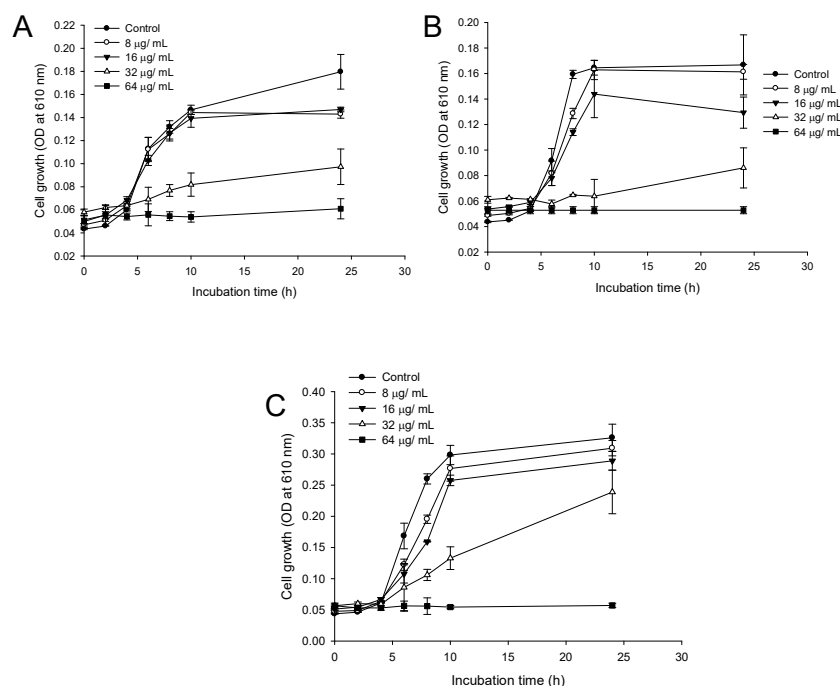 A
Control
8 μg/ mL
16 μg/ mL
32 μg/ mL
64 μg/ mL
Cell growth (OD at 610 nm)
0.22
0.20
0.18
0.16
0.14
0.12
0.10
0.08
0.06
0.04
0.02
0 5 10 15 20 25 30
Incubation time (h)
B
Control
8 μg/ mL
16 μg/ mL
32 μg/ mL
64 μg/ mL
Cell growth (OD at 610 nm)
0.20
0.18
0.16
0.14
0.12
0.10
0.08
0.06
0.04
0.02
0 5 10 15 20 25 30
Incubation time (h)
C
Control
8 μg/ mL
16 μg/ mL
32 μg/ mL
64 μg/ mL
Cell growth (OD at 610 nm)
0.40
0.35
0.30
0.25
0.20
0.15
0.10
0.05
0.00
0 5 10 15 20 25 30
Incubation time (h)